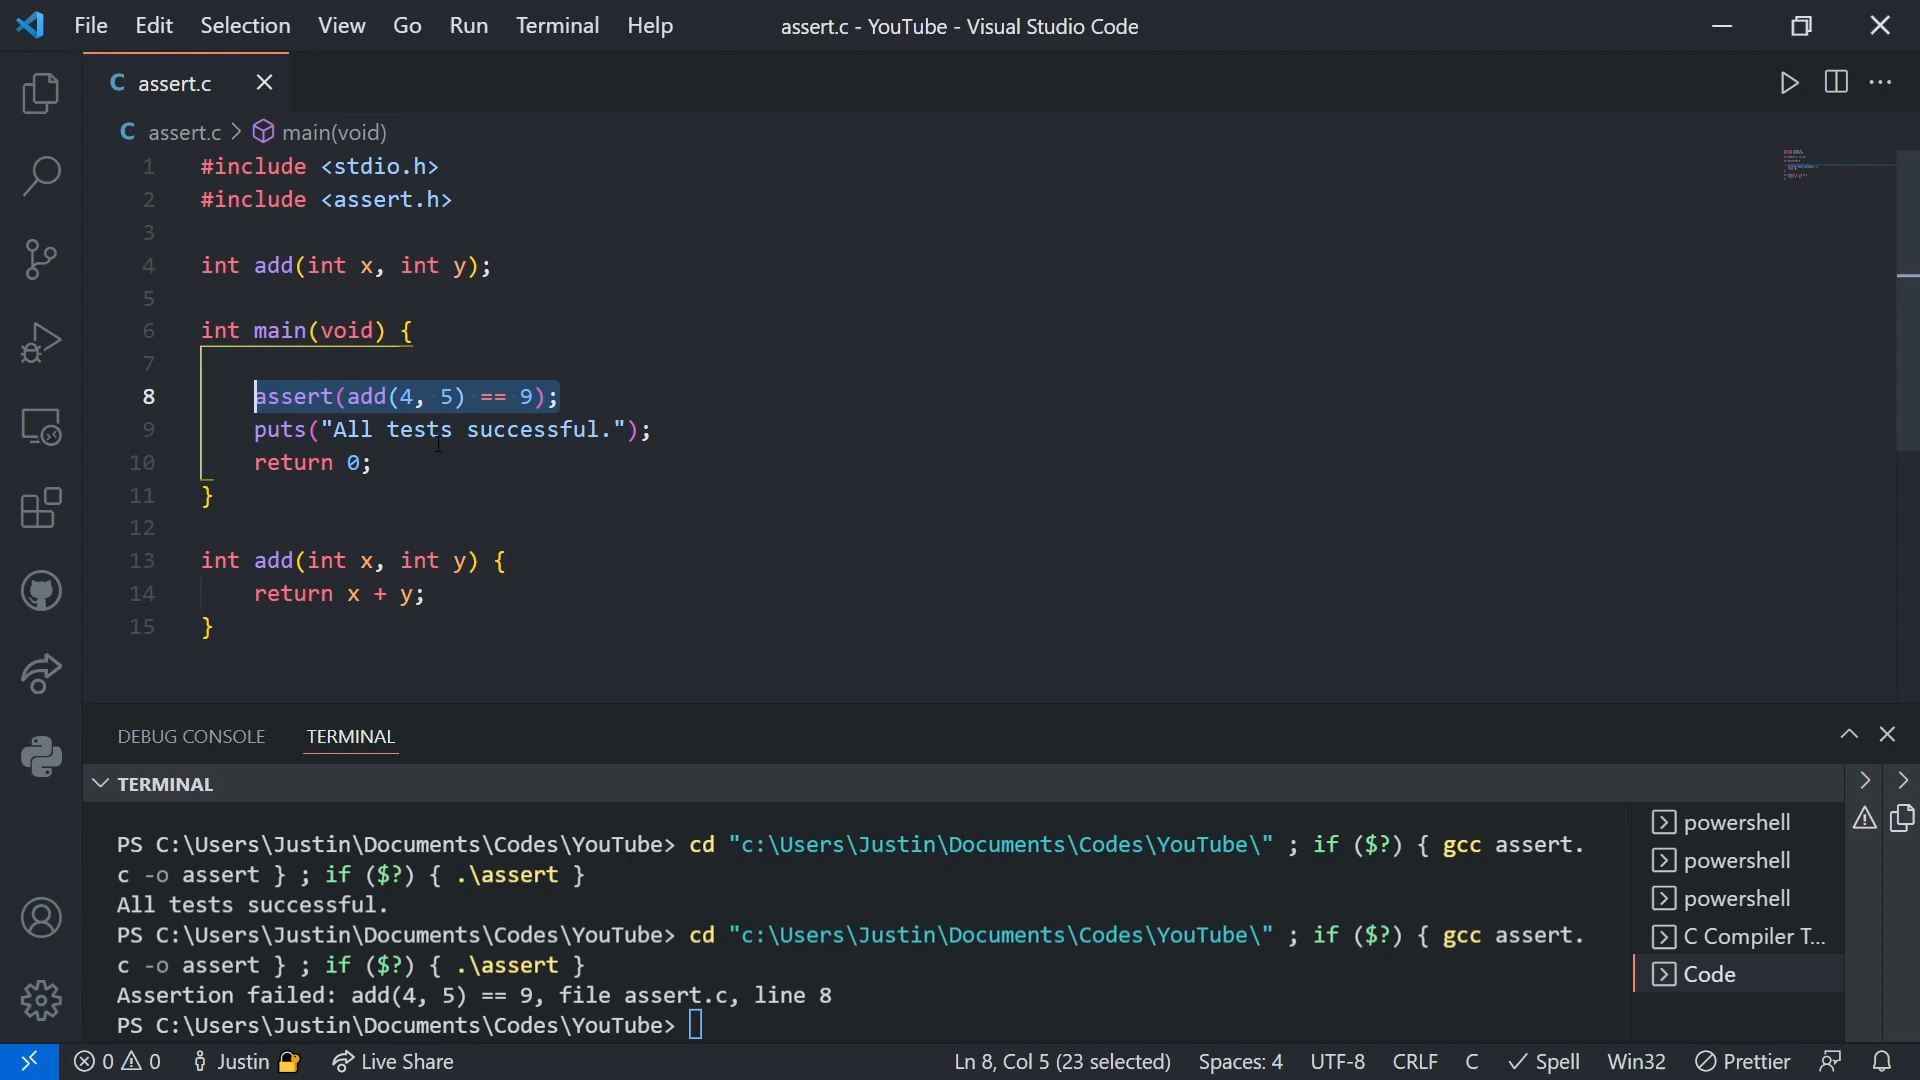 File Edit Selection View Go Run Terminal Help
assert.c - YouTube - Visual Studio Code
C assert.c
C assert.c > main(void)
1 #include <stdio.h>
2 #include <assert.h>
3
4 int add(int x, int y);
5
6 int main(void) {
7
8 assert(add(4, 5) == 9);
9 puts("All tests successful.");
10 return 0;
11 }
12
13 int add(int x, int y) {
14 return x + y;
15 }
DEBUG CONSOLE TERMINAL
TERMINAL
PS C:\Users\Justin\Documents\Codes\YouTube> cd "c:\Users\Justin\Documents\Codes\YouTube\" ; if ($?) { gcc assert.
c -o assert } ; if ($?) { .\assert }
All tests successful.
PS C:\Users\Justin\Documents\Codes\YouTube> cd "c:\Users\Justin\Documents\Codes\YouTube\" ; if ($?) { gcc assert.
c -o assert } ; if ($?) { .\assert }
Assertion failed: add(4, 5) == 9, file assert.c, line 8
PS C:\Users\Justin\Documents\Codes\YouTube>
powershell
powershell
powershell
C Compiler T...
Code
0 0 Justin Live Share Ln 8, Col 5 (23 selected) Spaces: 4 UTF-8 CRLF C Spell Win32 Prettier